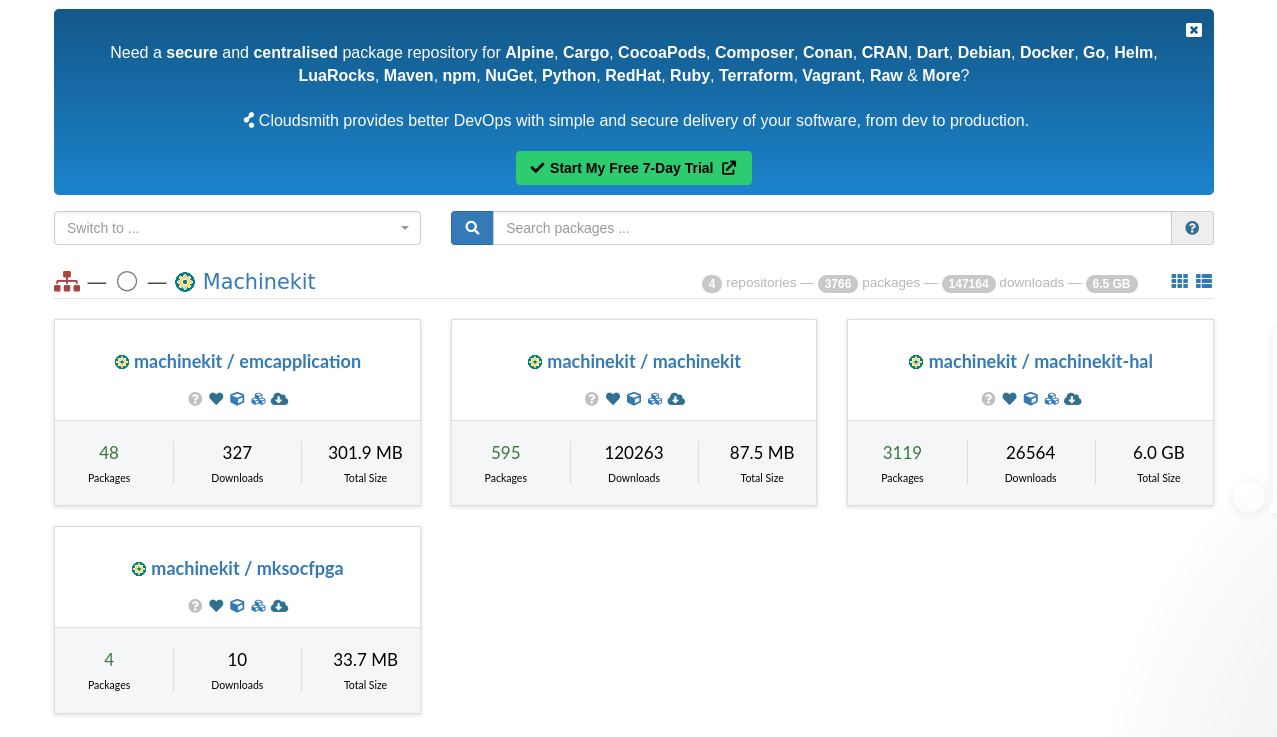 Need a secure and centralised package repository for Alpine, Cargo, CocoaPods, Composer, Conan, CRAN, Dart, Debian, Docker, Go, Helm,
LuaRocks, Maven, npm, NuGet, Python, RedHat, Ruby, Terraform, Vagrant, Raw & More?
Cloudsmith provides better DevOps with simple and secure delivery of your software, from dev to production.
Start My Free 7-Day Trial
Switch to ...
Search packages ...
— — Machinekit
4 repositories — 3766 packages — 147164 downloads — 6.5 GB
machinekit / emcapplication
48 327 301.9 MB
Packages Downloads Total Size
machinekit / machinekit
595 120263 87.5 MB
Packages Downloads Total Size
machinekit / machinekit-hal
3119 26564 6.0 GB
Packages Downloads Total Size
machinekit / mksocfpga
4 10 33.7 MB
Packages Downloads Total Size